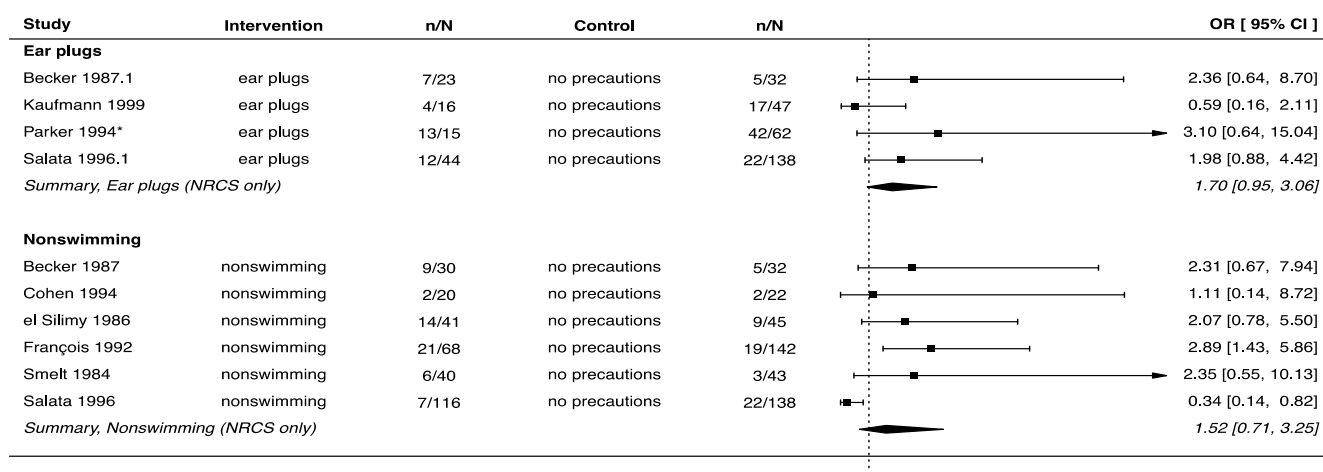 Study Intervention n/N Control n/N OR [ 95% CI ]
Ear plugs
Becker 1987.1 ear plugs 7/23 no precautions 5/32 2.36 [0.64, 8.70]
Kaufmann 1999 ear plugs 4/16 no precautions 17/47 0.59 [0.16, 2.11]
Parker 1994* ear plugs 13/15 no precautions 42/62 3.10 [0.64, 15.04]
Salata 1996.1 ear plugs 12/44 no precautions 22/138 1.98 [0.88, 4.42]
Summary, Ear plugs (NRCS only) 1.70 [0.95, 3.06]
Nonswimming
Becker 1987 nonswimming 9/30 no precautions 5/32 2.31 [0.67, 7.94]
Cohen 1994 nonswimming 2/20 no precautions 2/22 1.11 [0.14, 8.72]
el Silimy 1986 nonswimming 14/41 no precautions 9/45 2.07 [0.78, 5.50]
François 1992 nonswimming 21/68 no precautions 19/142 2.89 [1.43, 5.86]
Smelt 1984 nonswimming 6/40 no precautions 3/43 2.35 [0.55, 10.13]
Salata 1996 nonswimming 7/116 no precautions 22/138 0.34 [0.14, 0.82]
Summary, Nonswimming (NRCS only) 1.52 [0.71, 3.25]